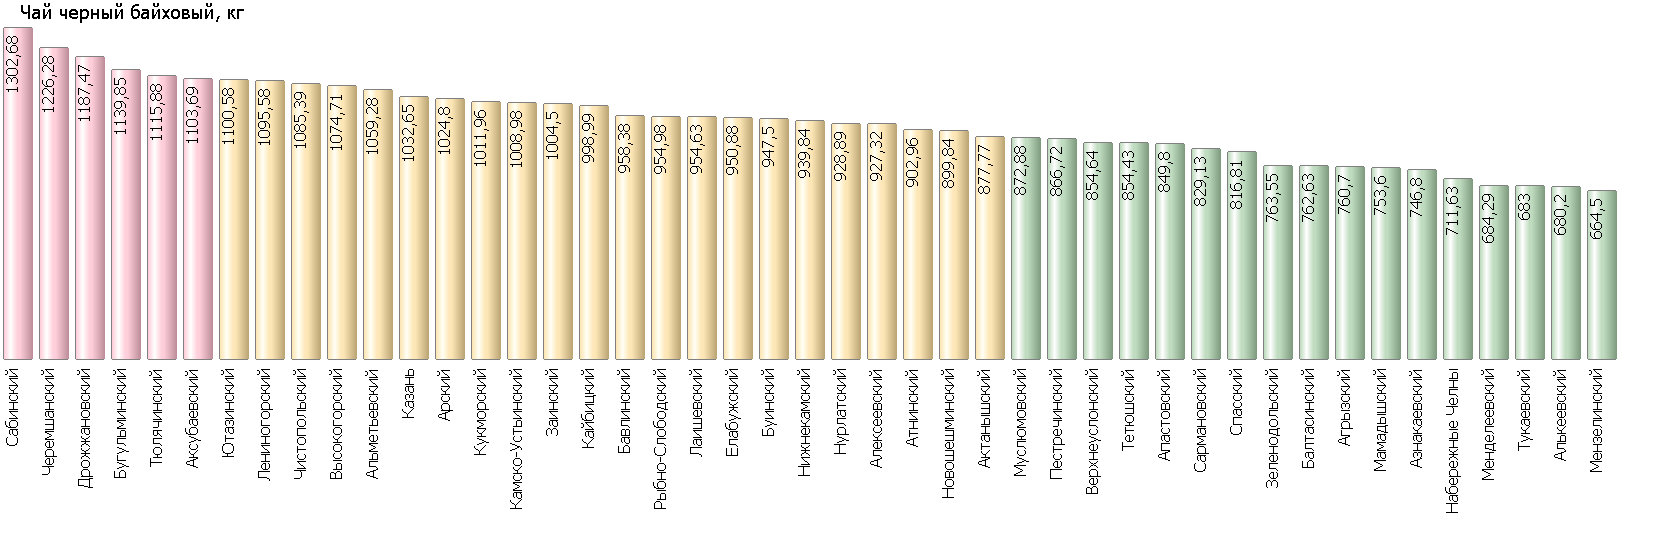 Чай черный байховый, кг
1302,68
1226,28
1187,47
1139,85
1115,88
1103,69
1100,58
1095,58
1085,39
1074,71
1059,28
1032,65
1024,8
1011,96
1008,98
1004,5
998,99
958,38
954,98
954,63
950,88
947,5
939,84
928,89
927,32
902,96
899,84
877,77
872,88
866,72
854,64
854,43
849,8
829,13
816,81
763,55
762,63
760,7
753,6
746,8
711,63
684,29
683
680,2
664,5
Сабинский
Черемшанский
Дрожжановский
Бугульминский
Тюлячинский
Аксубаевский
Ютазинский
Лениногорский
Чистопольский
Высокогорский
Альметьевский
Казань
Арский
Кукморский
Камско-Устьинский
Заинский
Кайбицкий
Бавлинский
Рыбно-Слободский
Лаишевский
Елабужский
Буинский
Нижнекамский
Нурлатский
Алексеевский
Атнинский
Новошешминский
Актанышский
Муслюмовский
Пестречинский
Верхнеуслонский
Тетюшский
Апастовский
Сармановский
Спасский
Зеленодольский
Балтасинский
Агрызский
Мамадышский
Азнакаевский
Набережные Челны
Менделеевский
Тукаевский
Алькеевский
Мензелинский